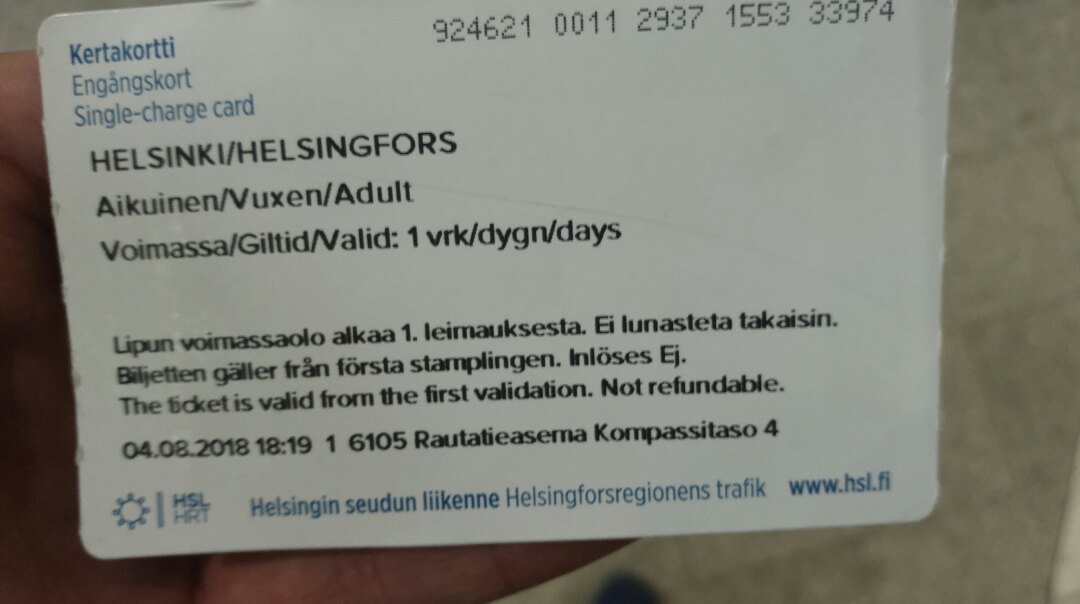 924621 0011 2937 1553 33974
Kertakortti
Engångskort
Single-charge card
HELSINKI/HELSINGFORS
Aikuinen/Vuxen/Adult
Voimassa/Giltid/Valid: 1 vrk/dygn/days
Lipun voimassaolo alkaa 1. leimauksesta. Ei lunasteta takaisin.
Biljetten gäller från första stamplingen. Inlöses Ej.
The ticket is valid from the first validation. Not refundable.
04.08.2018 18:19 1 6105 Rautatieasema Kompassitaso 4
HSL
HRT
Helsingin seudun liikenne Helsingforsregionens trafik www.hsl.fi